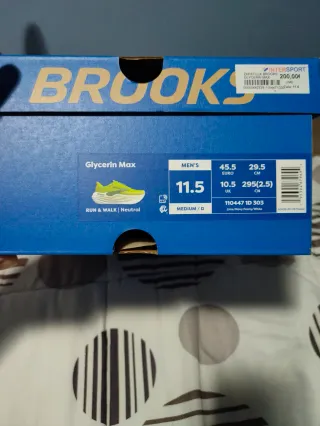 BROOKS
INTERSPORT
200,00€
Glycerin Max
RUN & WALK | Neutral
MEN'S
11.5
MEDIUM / D
45.5
EURO
29.5
CM
10.5
UK
295(2.5)
CN
110447 1D 303